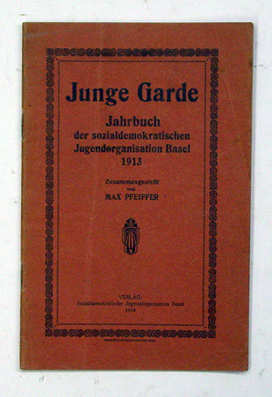 Junge Garde
Jahrbuch
der sozialdemokratischen
Jugendorganisation Basel
1913
Zusammengestellt
von
MAX PFEIFFER
VERLAG:
Sozialdemokratische Jugendorganisation Basel
1914